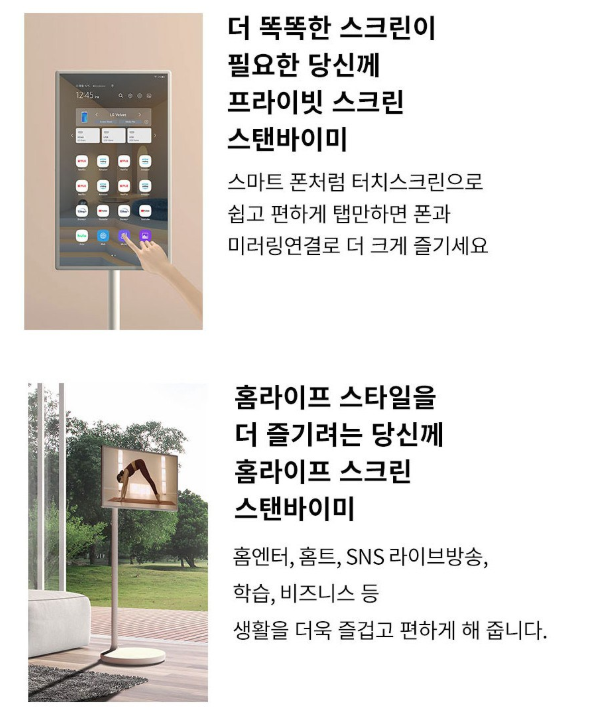 더 똑똑한 스크린이
필요한 당신께
프라이빗 스크린
스탠바이미
스마트 폰처럼 터치스크린으로
쉽고 편하게 탭만하면 폰과
미러링연결로 더 크게 즐기세요
12:45
홈라이프 스타일을
더 즐기려는 당신께
홈라이프 스크린
스탠바이미
홈엔터, 홈트, SNS 라이브방송,
학습, 비즈니스 등
생활을 더욱 즐겁고 편하게 해 줍니다.